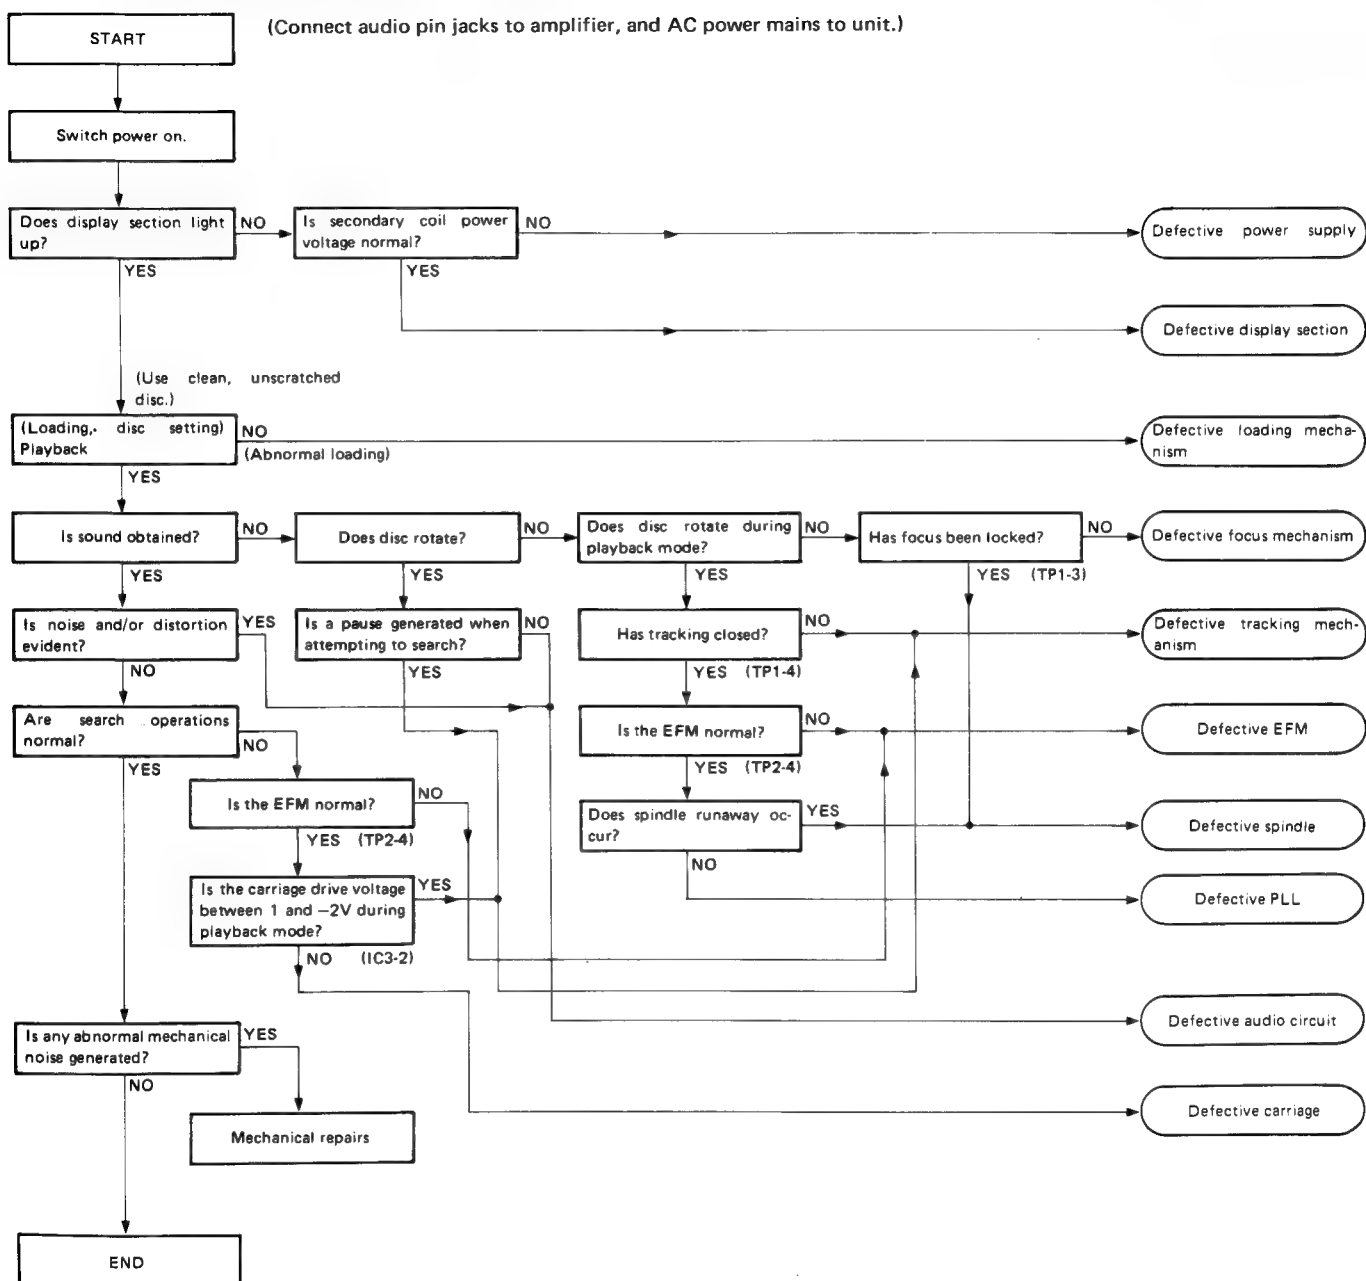 START
(Connect audio pin jacks to amplifier, and AC power mains to unit.)
Switch power on.
Does display section light
up?
NO
YES
Is secondary coil power
voltage normal?
NO
YES
Defective power supply
Defective display section
(Use clean, unscratched
disc.)
(Loading, disc setting)
Playback
NO
(Abnormal loading)
YES
Defective loading mecha-
nism
Is sound obtained?
NO
YES
Does disc rotate?
NO
YES
Does disc rotate during
playback mode?
NO
YES
Has focus been locked?
NO
YES (TP1-3)
Defective focus mechanism
Is noise and/or distortion
evident?
YES
NO
Is a pause generated when
attempting to search?
NO
YES
Has tracking closed?
NO
YES (TP1-4)
Defective tracking mech-
anism
Are search operations
normal?
NO
YES
Is the EFM normal?
NO
YES (TP2-4)
Defective EFM
Is the EFM normal?
NO
YES (TP2-4)
Does spindle runaway oc-
cur?
YES
NO
Defective spindle
Is the carriage drive voltage
between 1 and −2V during
playback mode?
YES
NO (IC3-2)
Defective PLL
Is any abnormal mechanical
noise generated?
YES
NO
Defective audio circuit
Mechanical repairs
Defective carriage
END